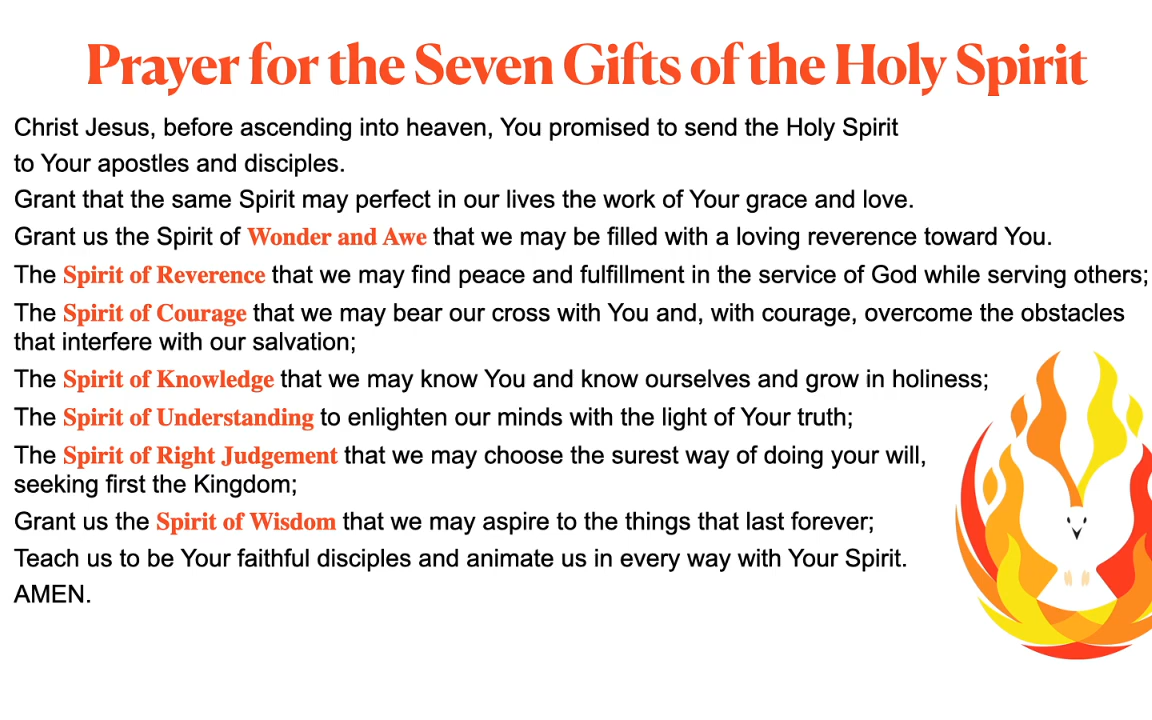 Prayer for the Seven Gifts of the Holy Spirit
Christ Jesus, before ascending into heaven, You promised to send the Holy Spirit
to Your apostles and disciples.
Grant that the same Spirit may perfect in our lives the work of Your grace and love.
Grant us the Spirit of Wonder and Awe that we may be filled with a loving reverence toward You.
The Spirit of Reverence that we may find peace and fulfillment in the service of God while serving others;
The Spirit of Courage that we may bear our cross with You and, with courage, overcome the obstacles
that interfere with our salvation;
The Spirit of Knowledge that we may know You and know ourselves and grow in holiness;
The Spirit of Understanding to enlighten our minds with the light of Your truth;
The Spirit of Right Judgement that we may choose the surest way of doing your will,
seeking first the Kingdom;
Grant us the Spirit of Wisdom that we may aspire to the things that last forever;
Teach us to be Your faithful disciples and animate us in every way with Your Spirit.
AMEN.